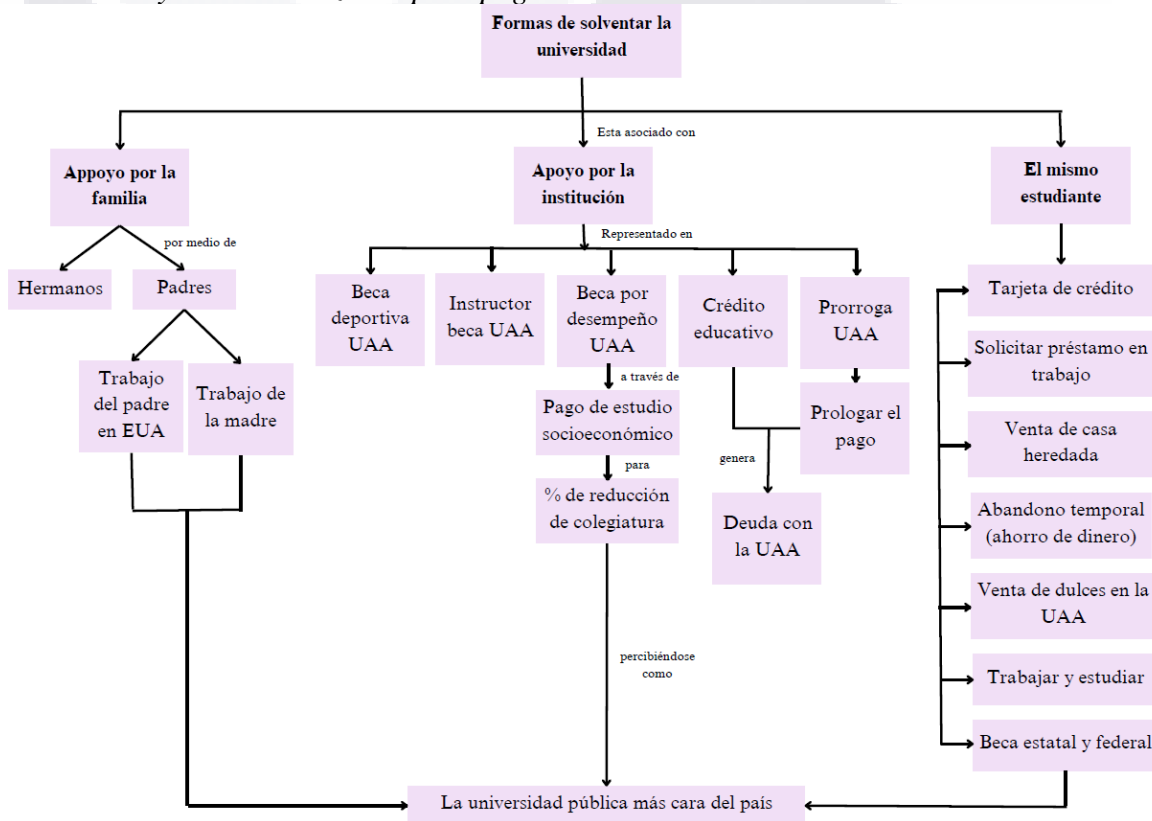 Formas de solventar la
universidad
Esta asociado con
Appoyo por la
familia
Apoyo por la
institución
El mismo
estudiante
por medio de
Representado en
Hermanos
Padres
Beca
deportiva
UAA
Instructor
beca UAA
Beca por
desempeño
UAA
Crédito
educativo
Prorroga
UAA
Tarjeta de crédito
Solicitar préstamo en
trabajo
Trabajo
del padre
en EUA
Trabajo de
la madre
a través de
Pago de estudio
socioeconómico
Prologar el
pago
Venta de casa
heredada
para
genera
% de reducción
de colegiatura
Deuda con
la UAA
Abandono temporal
(ahorro de dinero)
Venta de dulces en la
UAA
percibiéndose
como
Trabajar y estudiar
Beca estatal y federal
La universidad pública más cara del país